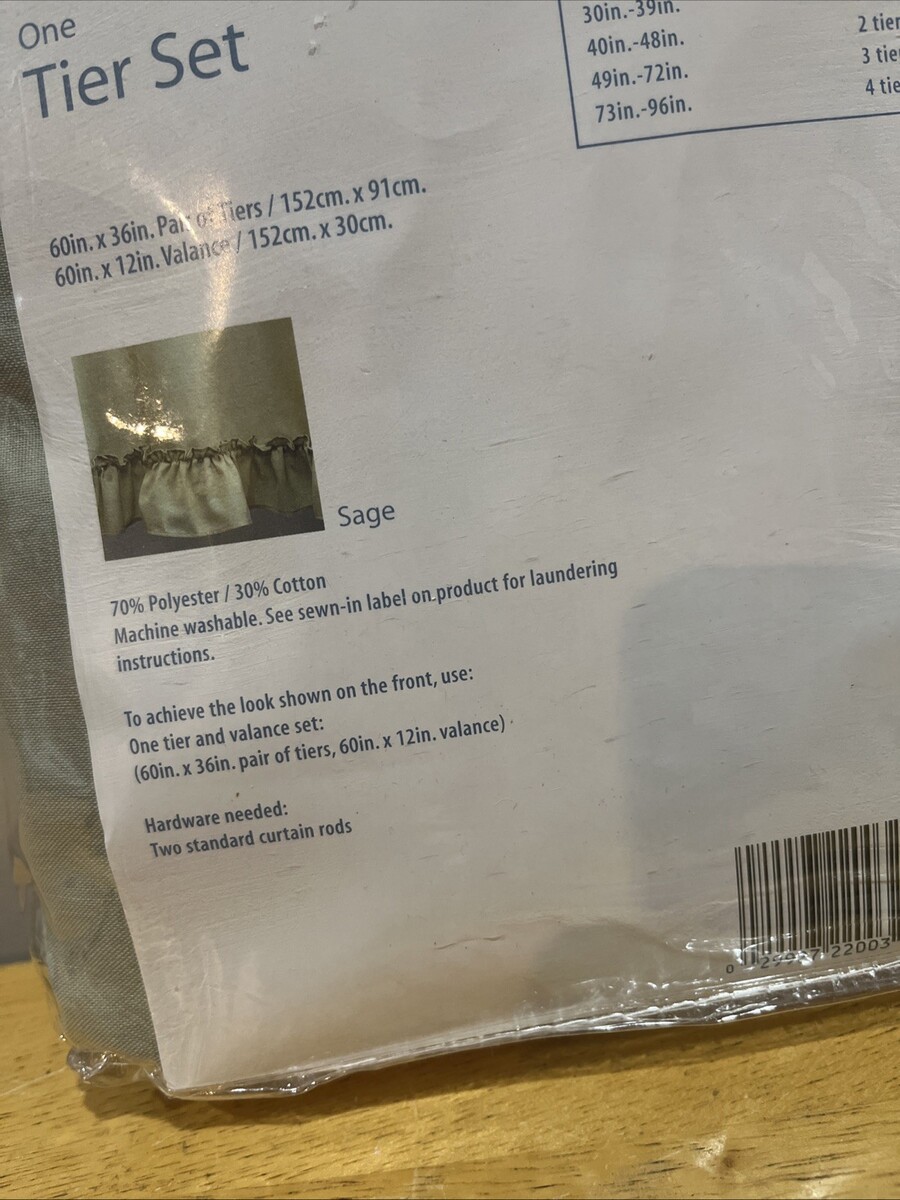 One
Tier Set
30in.-39in.
40in.-48in.
49in.-72in.
73in.-96in.
2 tier
3 tie
4 tie
60in. x 36in. Pair of Tiers / 152cm. x 91cm.
60in. x 12in. Valance / 152cm. x 30cm.
Sage
70% Polyester / 30% Cotton
Machine washable. See sewn-in label on product for laundering
instructions.
To achieve the look shown on the front, use:
One tier and valance set:
(60in. x 36in. pair of tiers, 60in. x 12in. valance)
Hardware needed:
Two standard curtain rods
0 22003